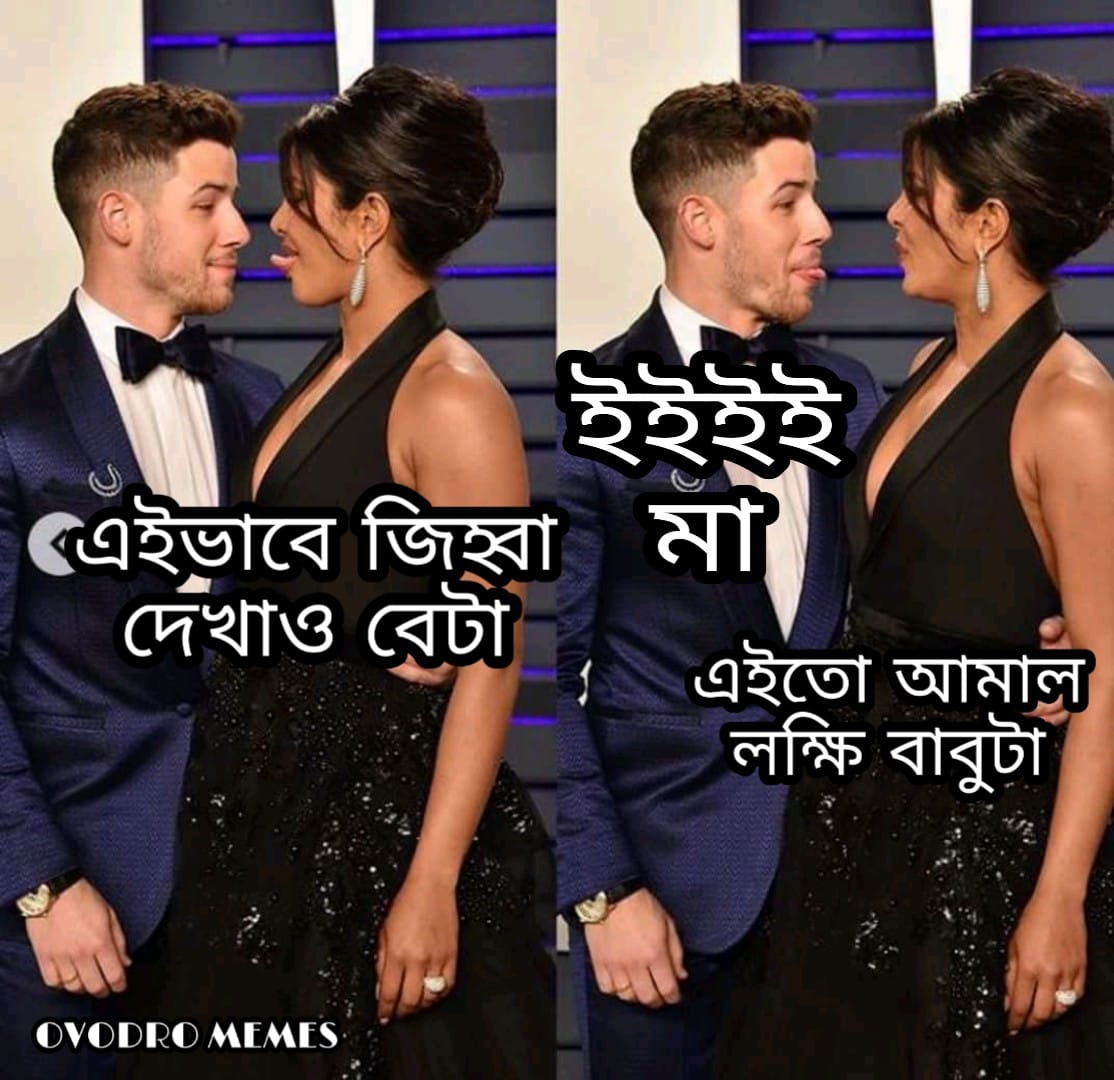 এইভাবে জিহ্বা
দেখাও বেটা
ইইইই
মা
এইতো আমাল
লক্ষি বাবুটা
OVODRO MEMES